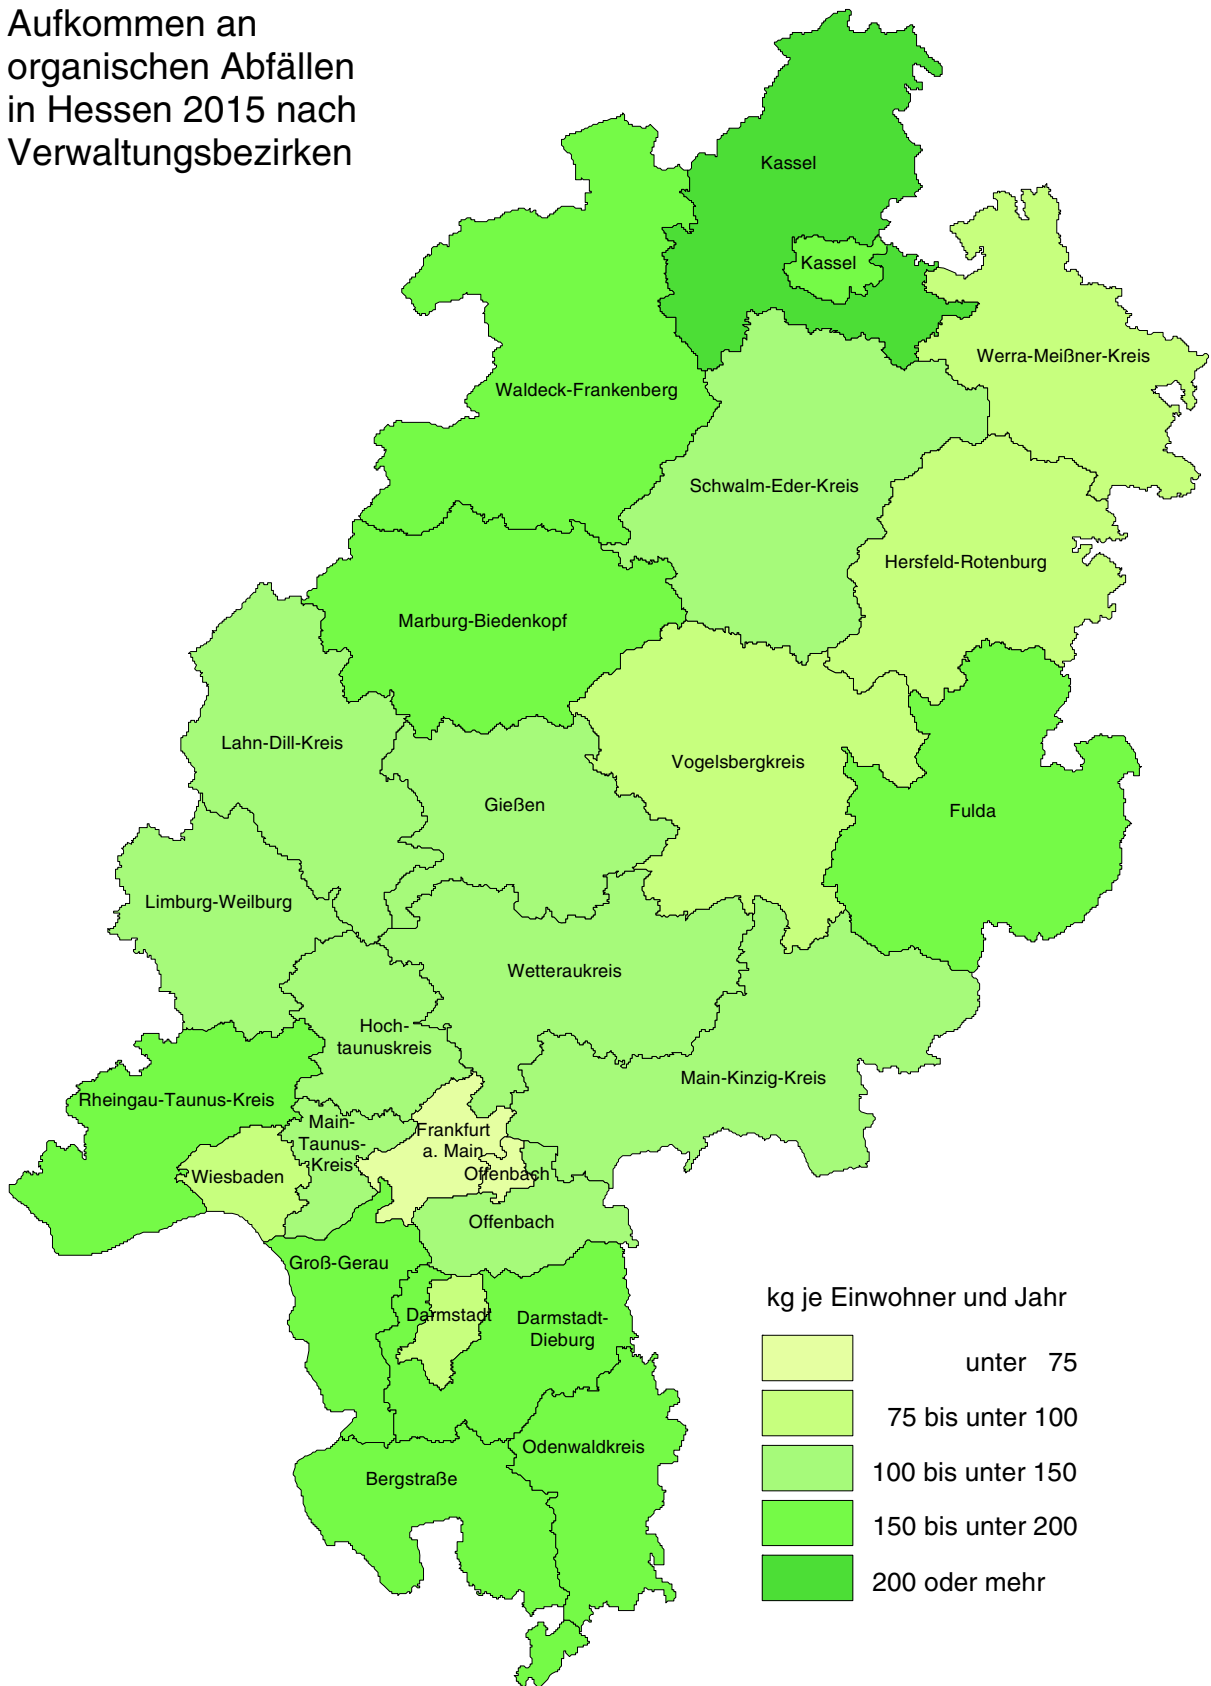 Aufkommen an
organischen Abfällen
in Hessen 2015 nach
Verwaltungsbezirken
Kassel
Kassel
Werra-Meißner-Kreis
Waldeck-Frankenberg
Schwalm-Eder-Kreis
Hersfeld-Rotenburg
Marburg-Biedenkopf
Lahn-Dill-Kreis
Vogelsbergkreis
Gießen
Fulda
Limburg-Weilburg
Wetteraukreis
Hoch-
taunuskreis
Main-Kinzig-Kreis
Rheingau-Taunus-Kreis
Main-
Taunus-
Kreis
Frankfurt
a. Main
Wiesbaden
Offenbach
Offenbach
Groß-Gerau
Darmstadt
Darmstadt-
Dieburg
Odenwaldkreis
Bergstraße
kg je Einwohner und Jahr
unter 75
75 bis unter 100
100 bis unter 150
150 bis unter 200
200 oder mehr